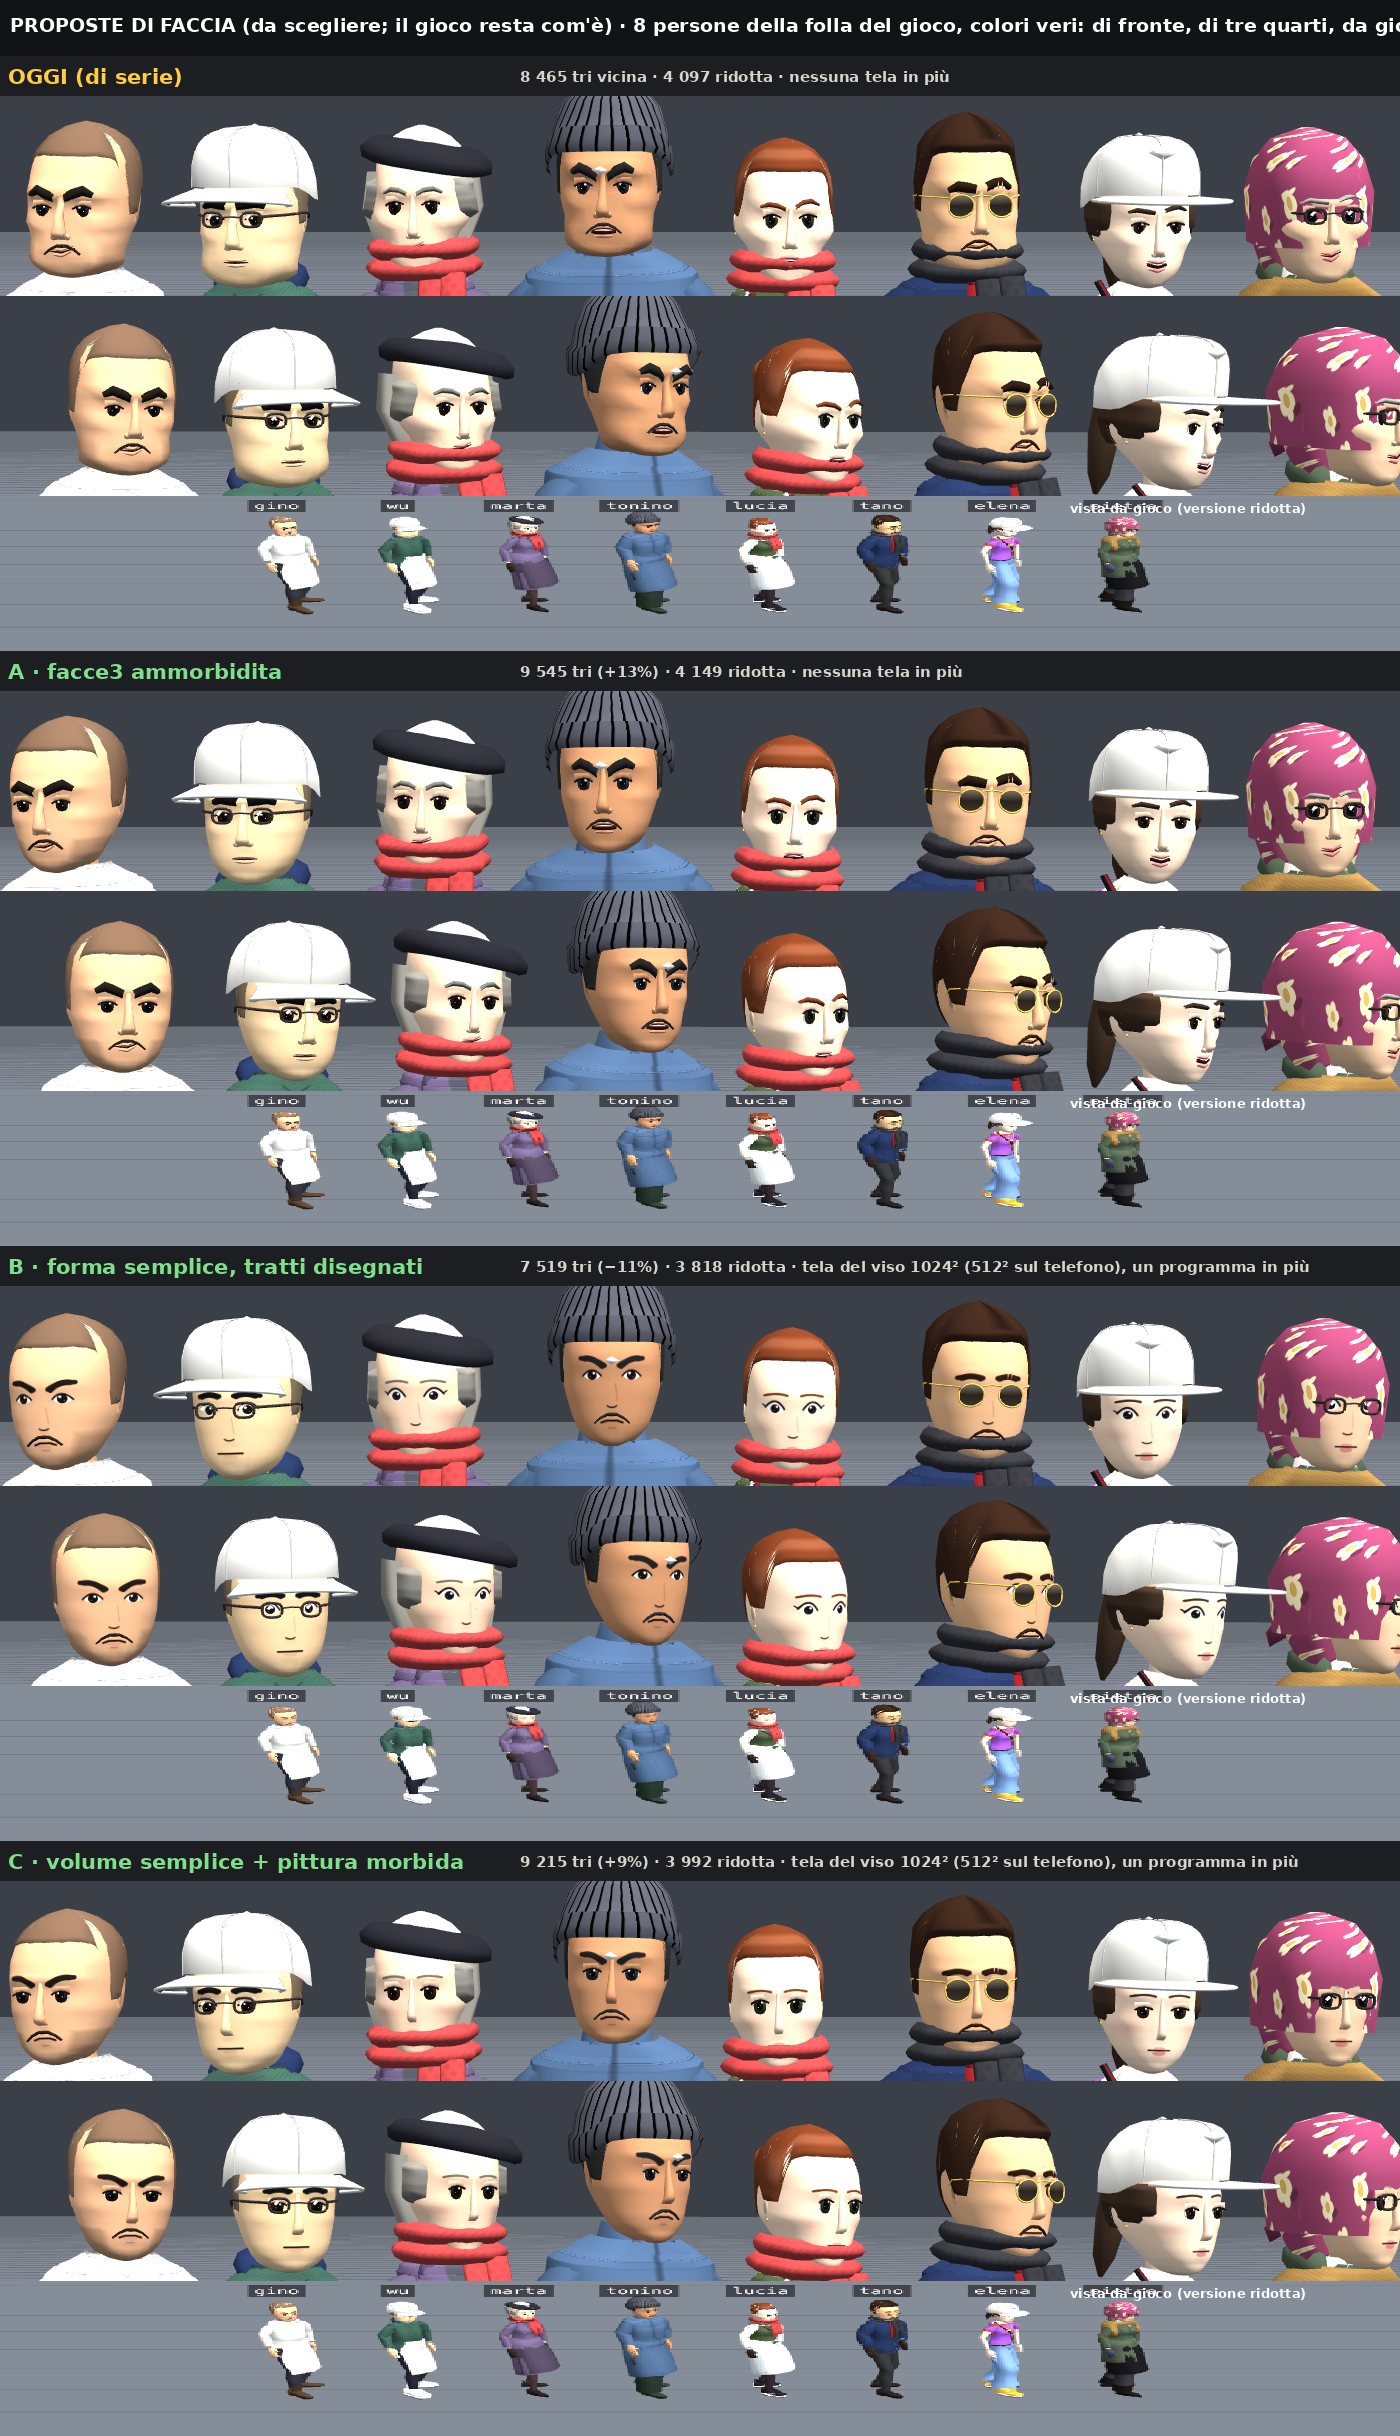 PROPOSTE DI FACCIA (da scegliere; il gioco resta com'è) · 8 persone della folla del gioco, colori veri: di fronte, di tre quarti, da gio
OGGI (di serie) 8 465 tri vicina · 4 097 ridotta · nessuna tela in più
gino wu marta tonino lucia tano elena vista da gioco (versione ridotta)
A · facce3 ammorbidita 9 545 tri (+13%) · 4 149 ridotta · nessuna tela in più
gino wu marta tonino lucia tano elena vista da gioco (versione ridotta)
B · forma semplice, tratti disegnati 7 519 tri (−11%) · 3 818 ridotta · tela del viso 1024² (512² sul telefono), un programma in più
gino wu marta tonino lucia tano elena vista da gioco (versione ridotta)
C · volume semplice + pittura morbida 9 215 tri (+9%) · 3 992 ridotta · tela del viso 1024² (512² sul telefono), un programma in più
gino wu marta tonino lucia tano elena vista da gioco (versione ridotta)